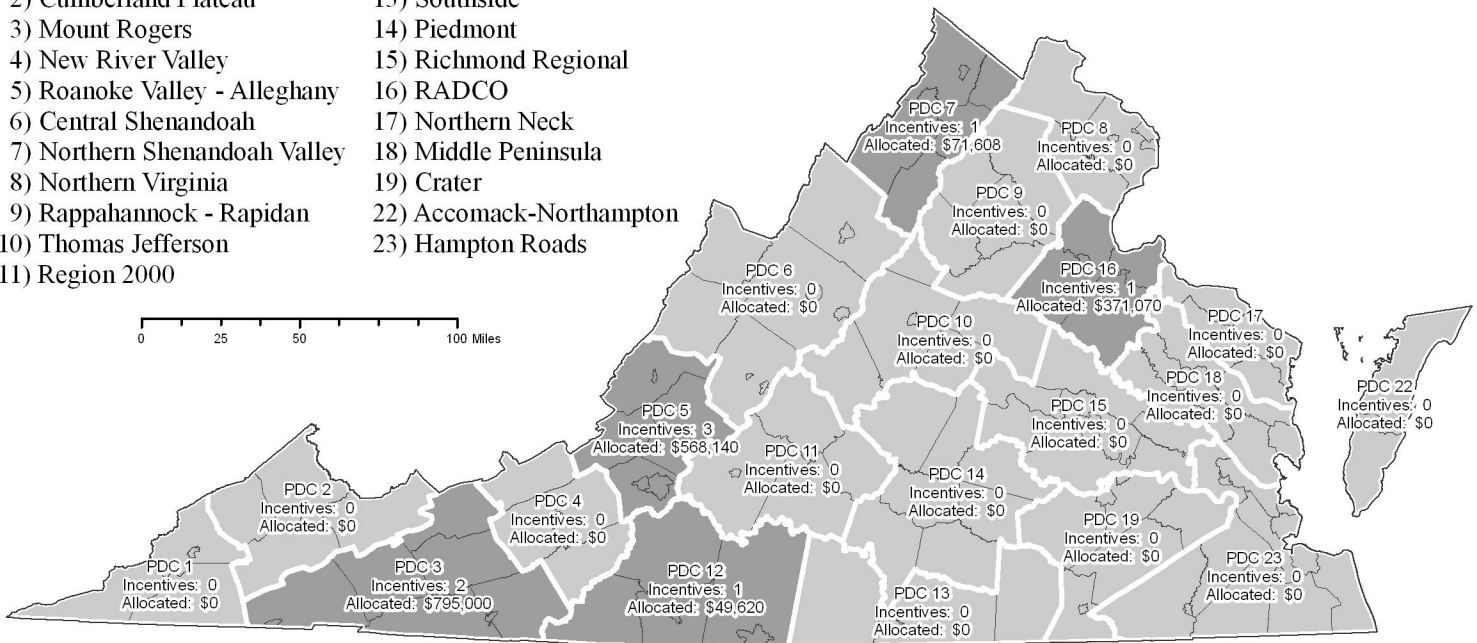 2) Cumberland Plateau
3) Mount Rogers
4) New River Valley
5) Roanoke Valley - Alleghany
6) Central Shenandoah
7) Northern Shenandoah Valley
8) Northern Virginia
9) Rappahannock - Rapidan
10) Thomas Jefferson
11) Region 2000
13) Southside
14) Piedmont
15) Richmond Regional
16) RADCO
17) Northern Neck
18) Middle Peninsula
19) Crater
22) Accomack-Northampton
23) Hampton Roads
0 25 50 100 Miles
PDC 7
Incentives: 1
Allocated: $71,608
PDC 8
Incentives: 0
Allocated: $0
PDC 9
Incentives: 0
Allocated: $0
PDC 6
Incentives: 0
Allocated: $0
PDC 16
Incentives: 1
Allocated: $371,070
PDC 10
Incentives: 0
Allocated: $0
PDC 17
Incentives: 0
Allocated: $0
PDC 18
Incentives: 0
Allocated: $0
PDC 22
Incentives: 0
Allocated: $0
PDC 5
Incentives: 3
Allocated: $568,140
PDC 15
Incentives: 0
Allocated: $0
PDC 11
Incentives: 0
Allocated: $0
PDC 14
Incentives: 0
Allocated: $0
PDC 2
Incentives: 0
Allocated: $0
PDC 4
Incentives: 0
Allocated: $0
PDC 19
Incentives: 0
Allocated: $0
PDC 23
Incentives: 0
Allocated: $0
PDC 1
Incentives: 0
Allocated: $0
PDC 3
Incentives: 2
Allocated: $795,000
PDC 12
Incentives: 1
Allocated: $49,620
PDC 13
Incentives: 0
Allocated: $0